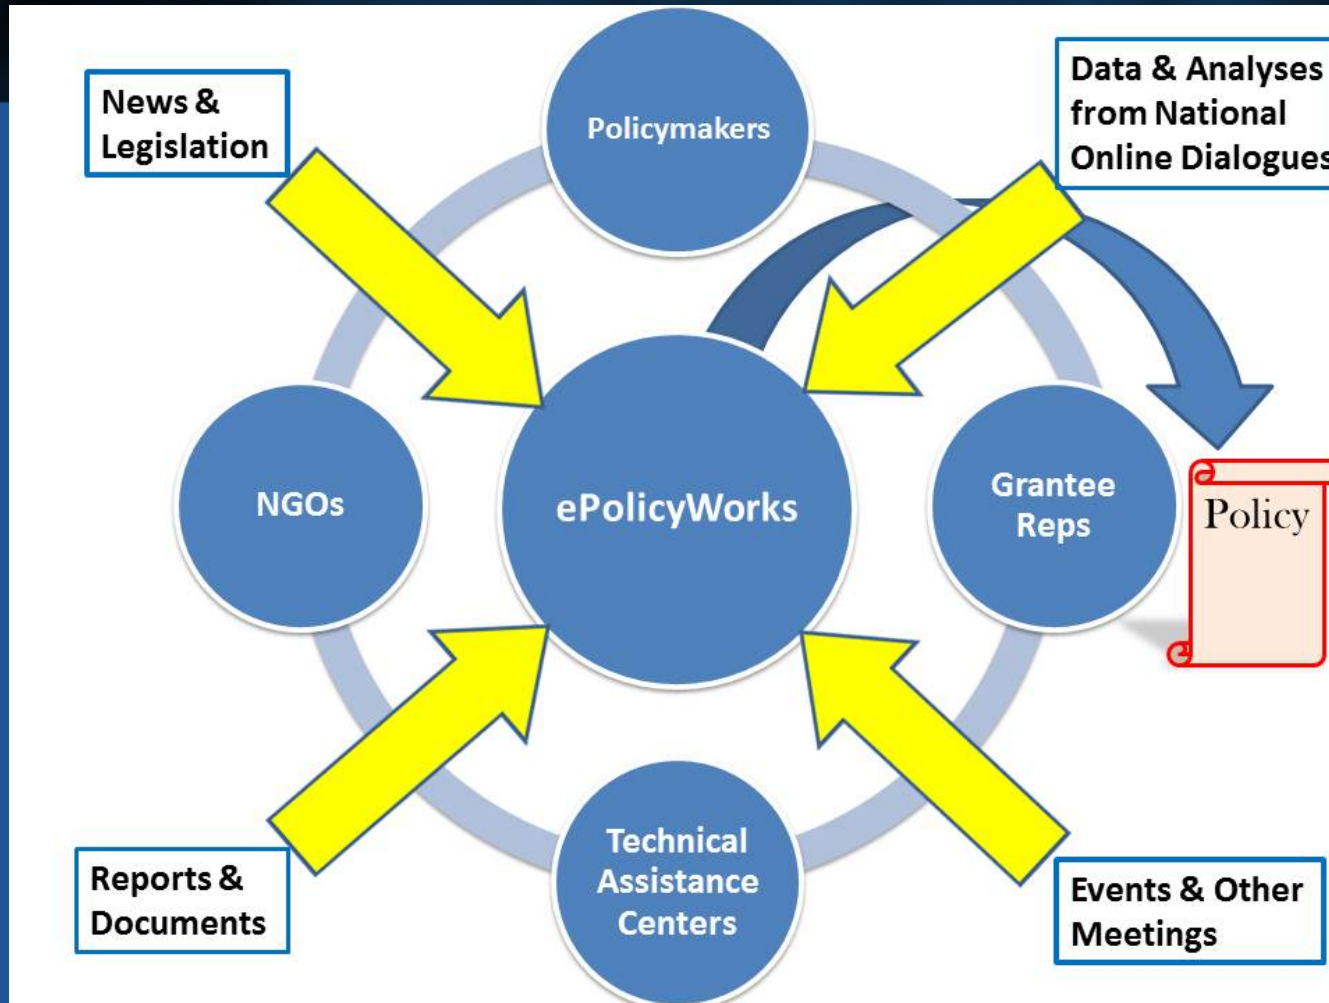 News &
Legislation
Policymakers
Data & Analyses
from National
Online Dialogues
NGOs
ePolicyWorks
Grantee
Reps
Policy
Reports &
Documents
Technical
Assistance
Centers
Events & Other
Meetings